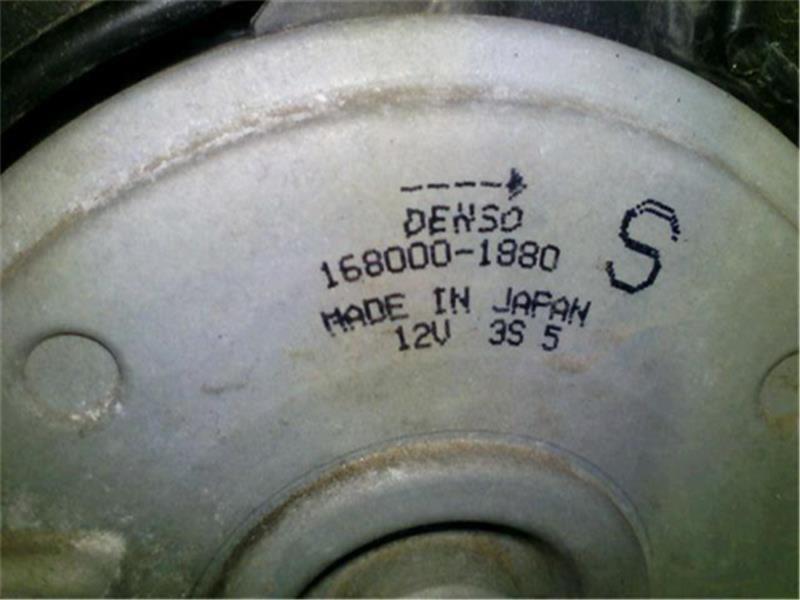 DENSO
168000-1880
S
MADE IN JAPAN
12V 3S 5